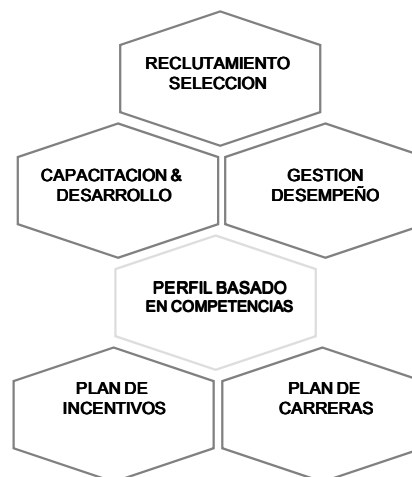 RECLUTAMIENTO
SELECCION
CAPACITACION &
DESARROLLO
GESTION
DESEMPEÑO
PERFIL BASADO
EN COMPETENCIAS
PLAN DE
INCENTIVOS
PLAN DE
CARRERAS